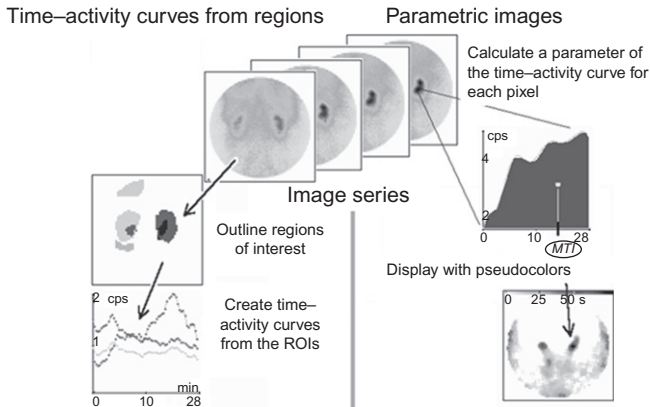 Time–activity curves from regions
Parametric images
Calculate a parameter of
the time–activity curve for
each pixel
cps
4
2
0 10 28
MTT
Image series
Outline regions
of interest
Display with pseudocolors
0 25 50 s
2 cps
1
Create time–
activity curves
from the ROIs
min
0 10 28